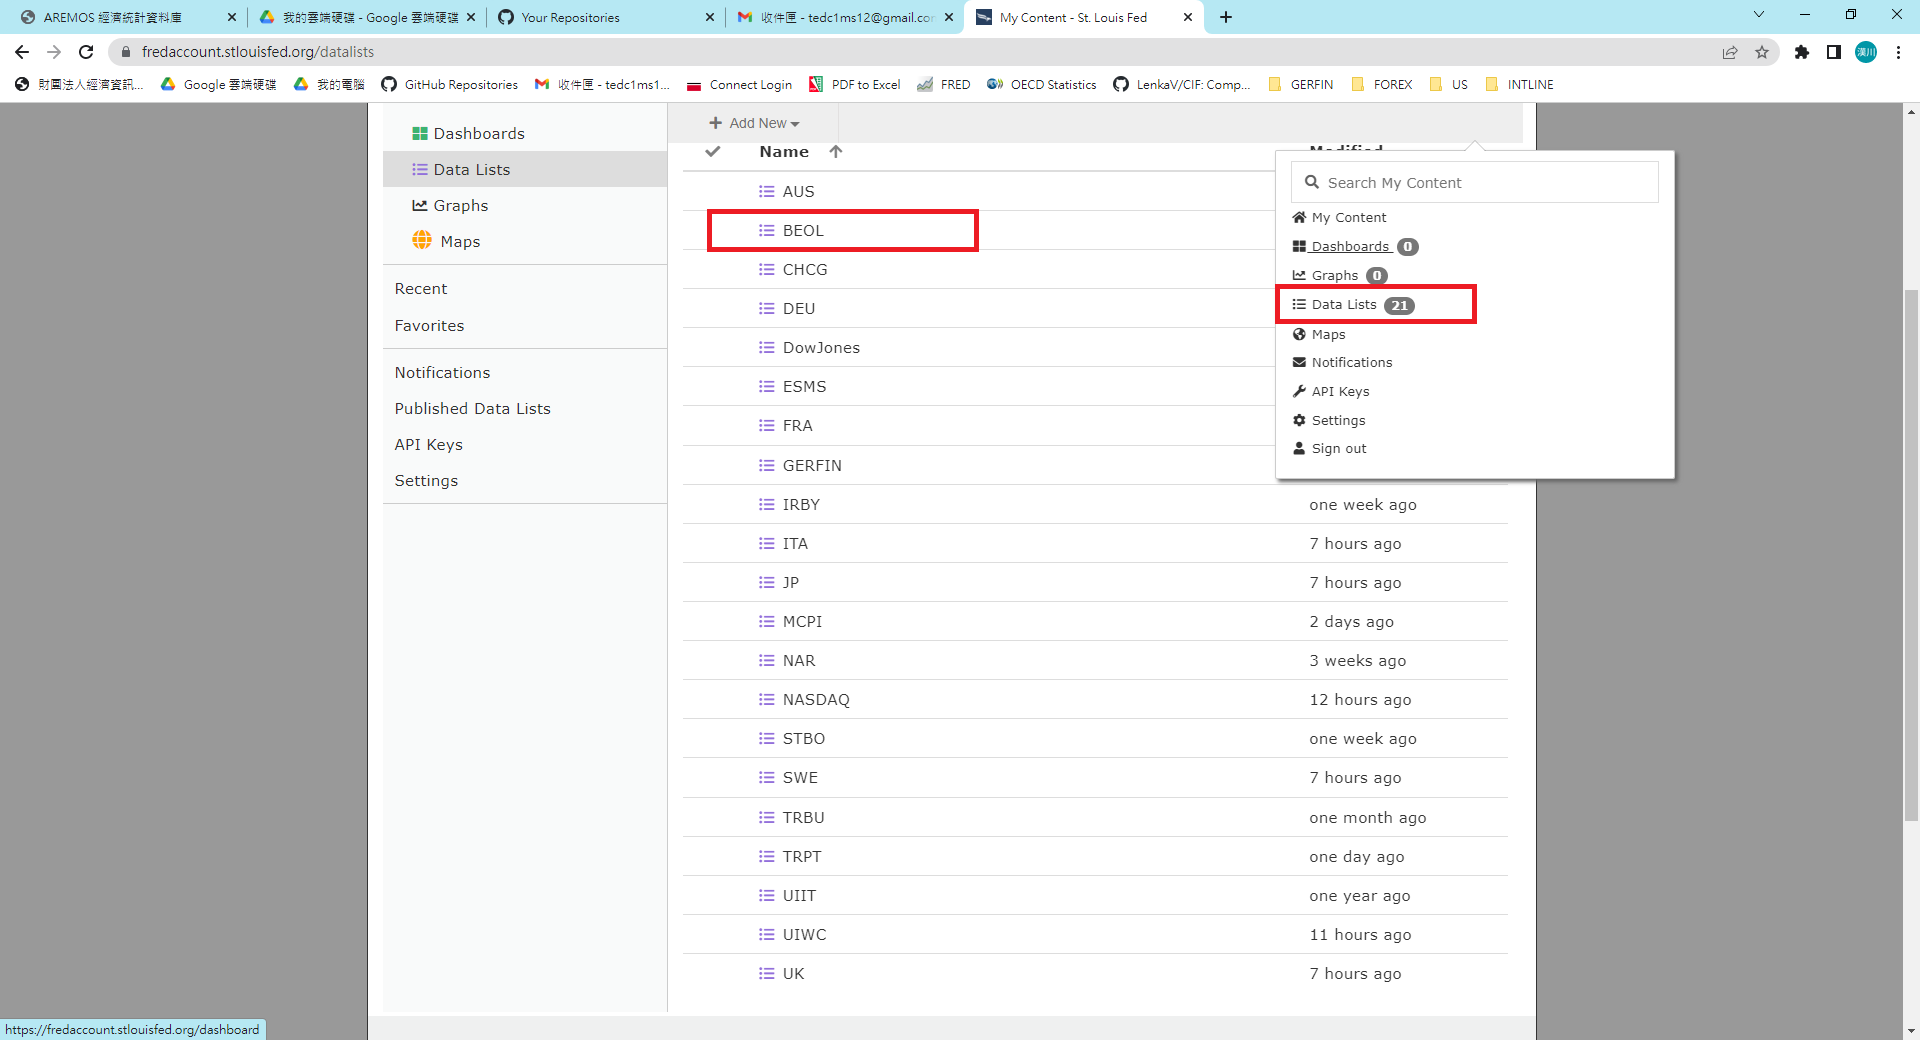 AREMOS 經濟統計資料庫
我的雲端硬碟 - Google 雲端硬碟
Your Repositories
收件匣 - tedc1ms12@gmail.co
My Content - St. Louis Fed
fredaccount.stlouisfed.org/datalists
漢川
財團法人經濟資訊...
Google 雲端硬碟
我的電腦
GitHub Repositories
收件匣 - tedc1ms1...
Connect Login
PDF to Excel
FRED
OECD Statistics
LenkaV/CIF: Comp...
GERFIN
FOREX
US
INTLINE
Dashboards
Data Lists
Graphs
Maps
Recent
Favorites
Notifications
Published Data Lists
API Keys
Settings
Add New
Name
Modified
AUS
BEOL
CHCG
DEU
DowJones
ESMS
FRA
GERFIN
IRBY one week ago
ITA 7 hours ago
JP 7 hours ago
MCPI 2 days ago
NAR 3 weeks ago
NASDAQ 12 hours ago
STBO one week ago
SWE 7 hours ago
TRBU one month ago
TRPT one day ago
UIIT one year ago
UIWC 11 hours ago
UK 7 hours ago
Search My Content
My Content
Dashboards 0
Graphs 0
Data Lists 21
Maps
Notifications
API Keys
Settings
Sign out
https://fredaccount.stlouisfed.org/dashboard